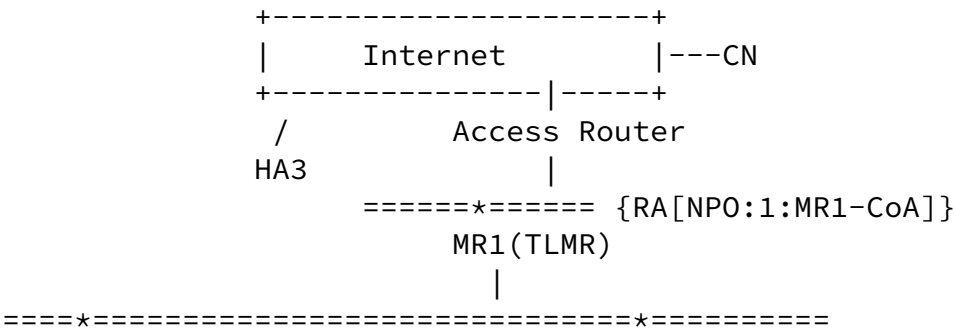 +---------------------+
|     Internet        |---CN
+---------------|-----+
/         Access Router
HA3             |
======*====== {RA[NPO:1:MR1-CoA]}
MR1(TLMR)
|
====*==============================*==========